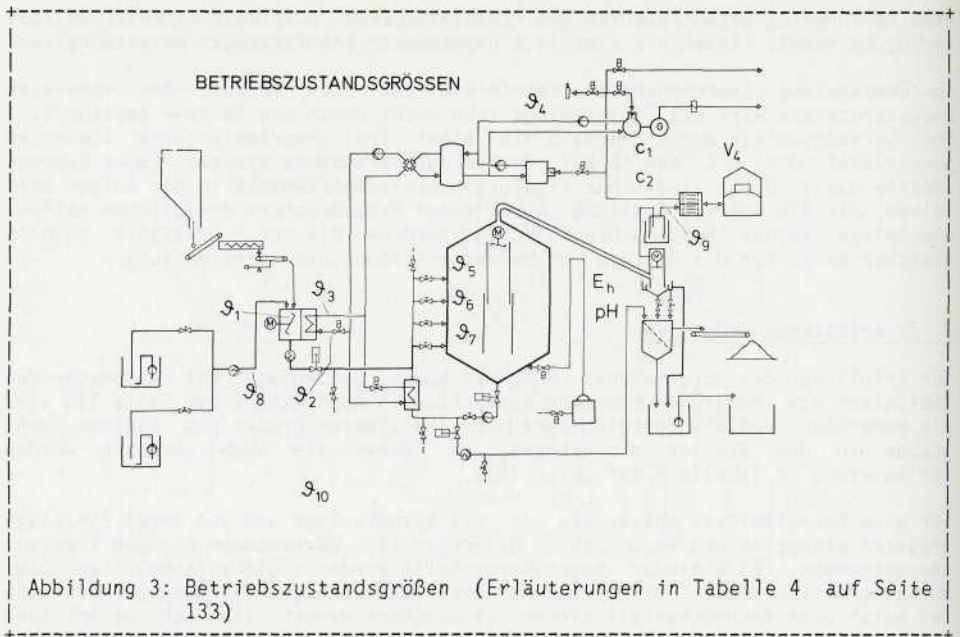 BETRIEBSZUSTANDSGRÖSSEN
ϑ4
G
C1
V4
C2
ϑ9
M
ϑ5
M
Eh
ϑ6
pH
ϑ3
ϑ1
ϑ7
M
ϑ8
ϑ2
ϑ10
Abbildung 3: Betriebszustandsgrößen (Erläuterungen in Tabelle 4 auf Seite
133)